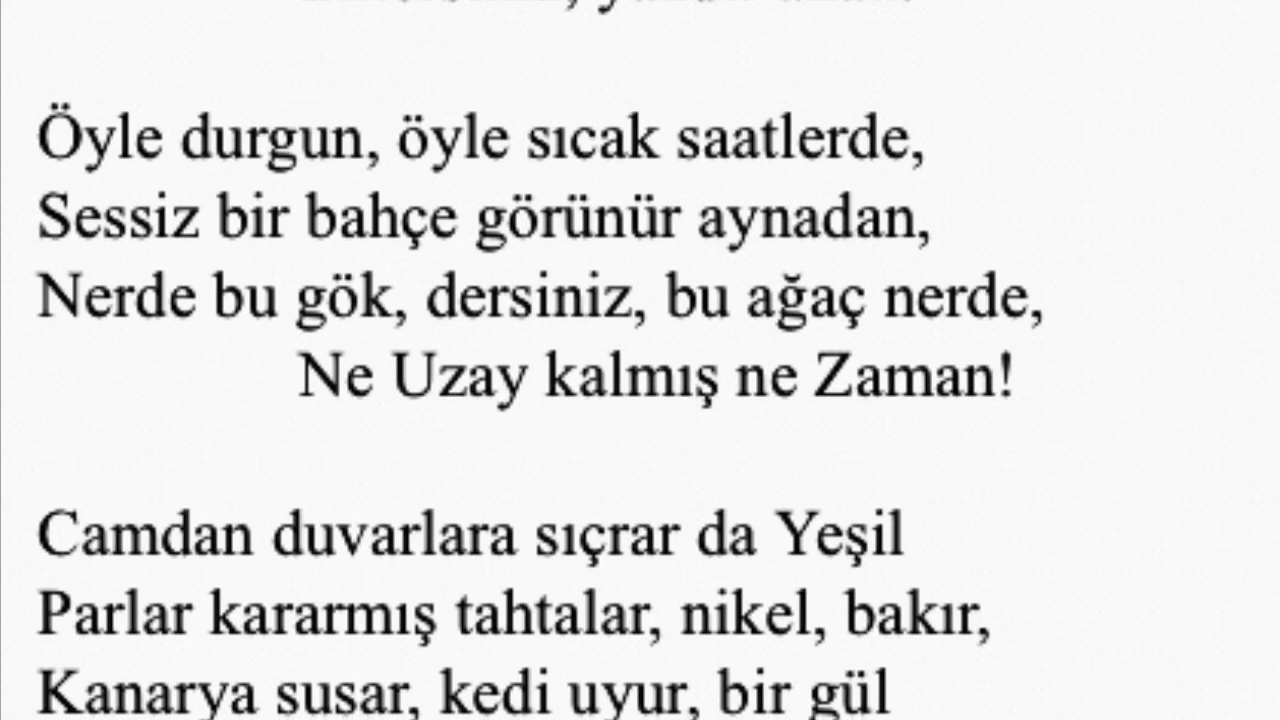 Öyle durgun, öyle sıcak saatlerde,
Sessiz bir bahçe görünür aynadan,
Nerde bu gök, dersiniz, bu ağaç nerde,
Ne Uzay kalmış ne Zaman!
Camdan duvarlara sıçrar da Yeşil
Parlar kararmış tahtalar, nikel, bakır,
Kanarya susar, kedi uyur, bir gül